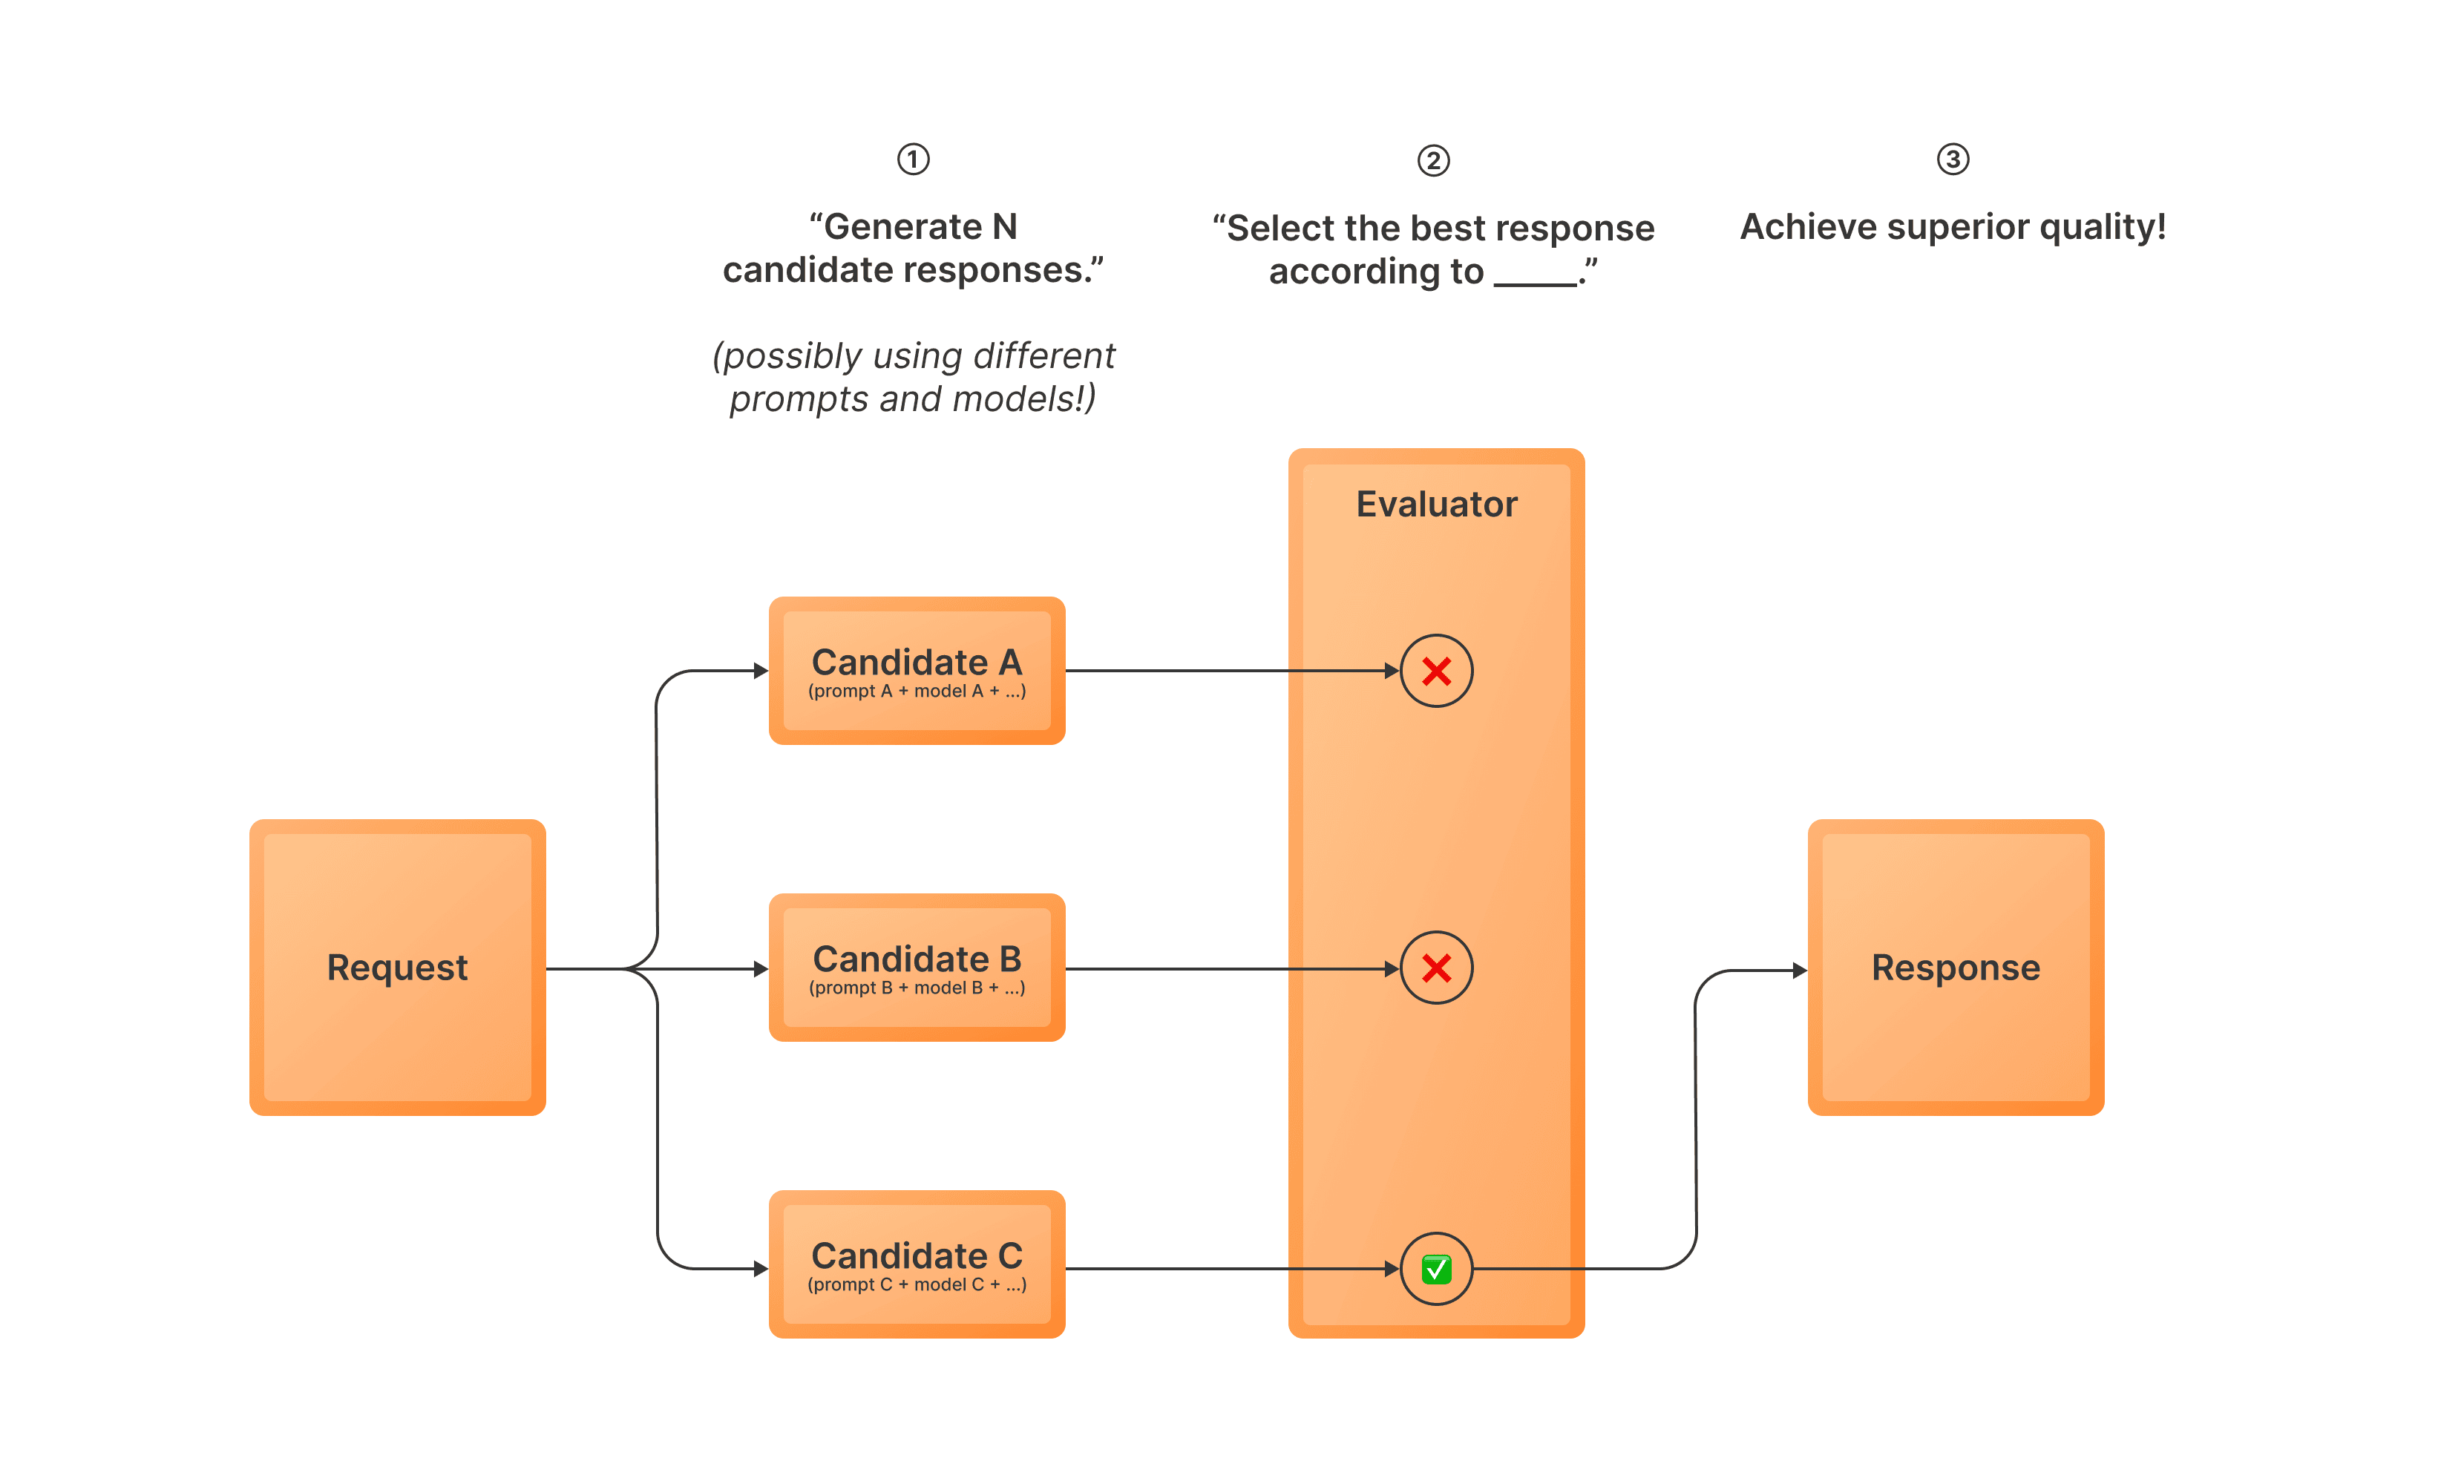 ①
“Generate N
candidate responses.”
(possibly using different
prompts and models!)
②
“Select the best response
according to _____.”
③
Achieve superior quality!
Evaluator
Candidate A
(prompt A + model A + ...)
Request
Candidate B
(prompt B + model B + ...)
Response
Candidate C
(prompt C + model C + ...)